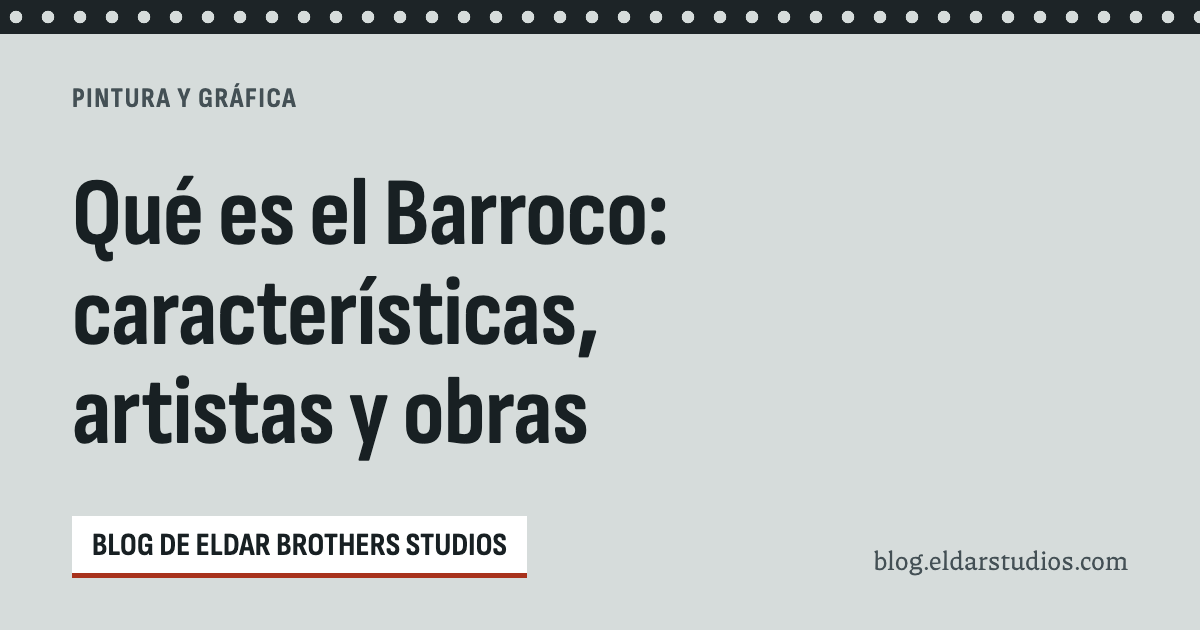 PINTURA Y GRÁFICA
Qué es el Barroco:
características,
artistas y obras
BLOG DE ELDAR BROTHERS STUDIOS
blog.eldarstudios.com